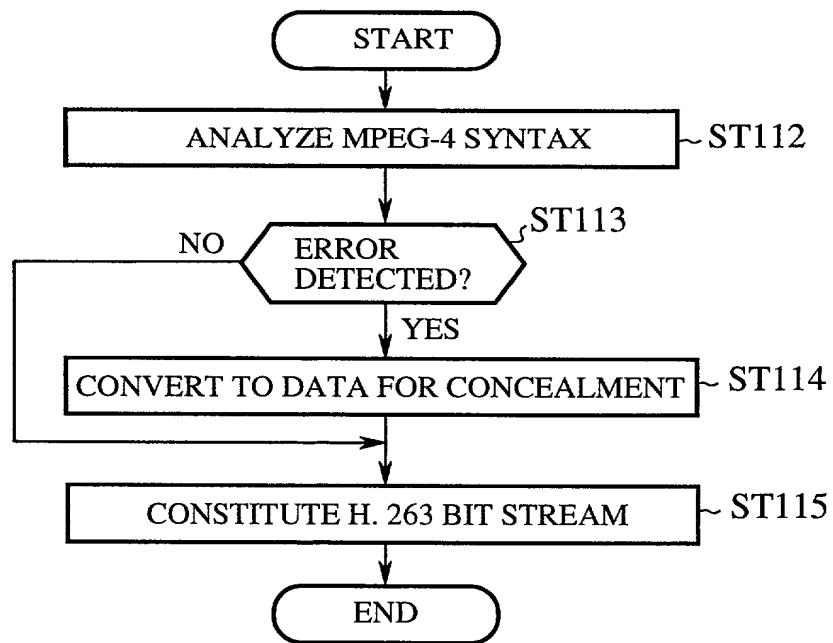 START
ANALYZE MPEG-4 SYNTAX
ST112
ST113
NO
ERROR
DETECTED?
YES
CONVERT TO DATA FOR CONCEALMENT
ST114
CONSTITUTE H. 263 BIT STREAM
ST115
END